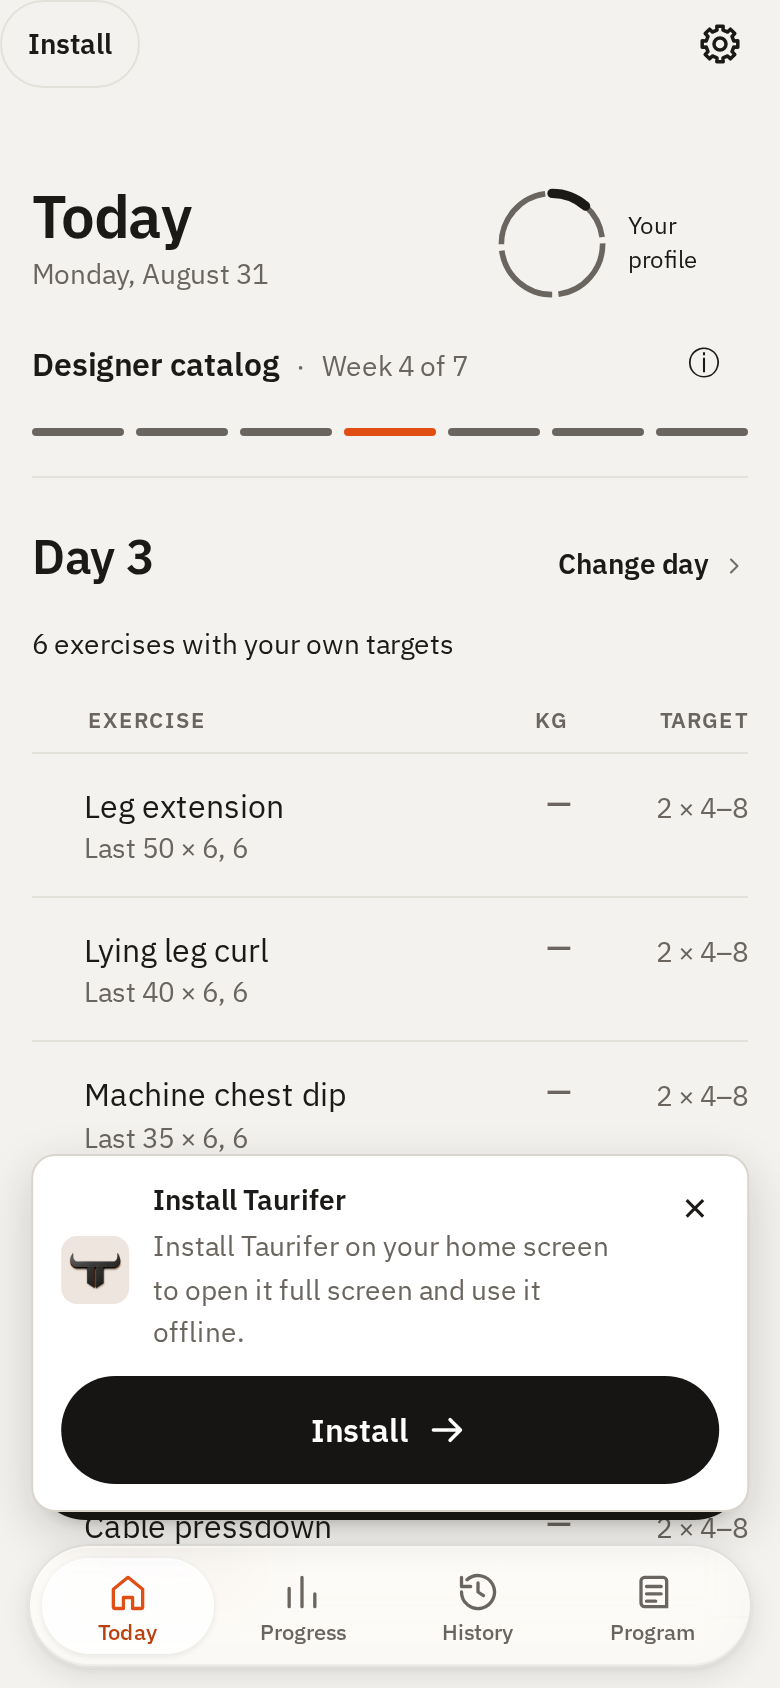 Install
Today
Monday, August 31
Your
profile
Designer catalog · Week 4 of 7
Day 3
Change day
6 exercises with your own targets
EXERCISE KG TARGET
Leg extension — 2 × 4–8
Last 50 × 6, 6
Lying leg curl — 2 × 4–8
Last 40 × 6, 6
Machine chest dip — 2 × 4–8
Last 35 × 6, 6
Install Taurifer
Install Taurifer on your home screen
to open it full screen and use it
offline.
Install
Cable pressdown — 2 × 4–8
Today Progress History Program